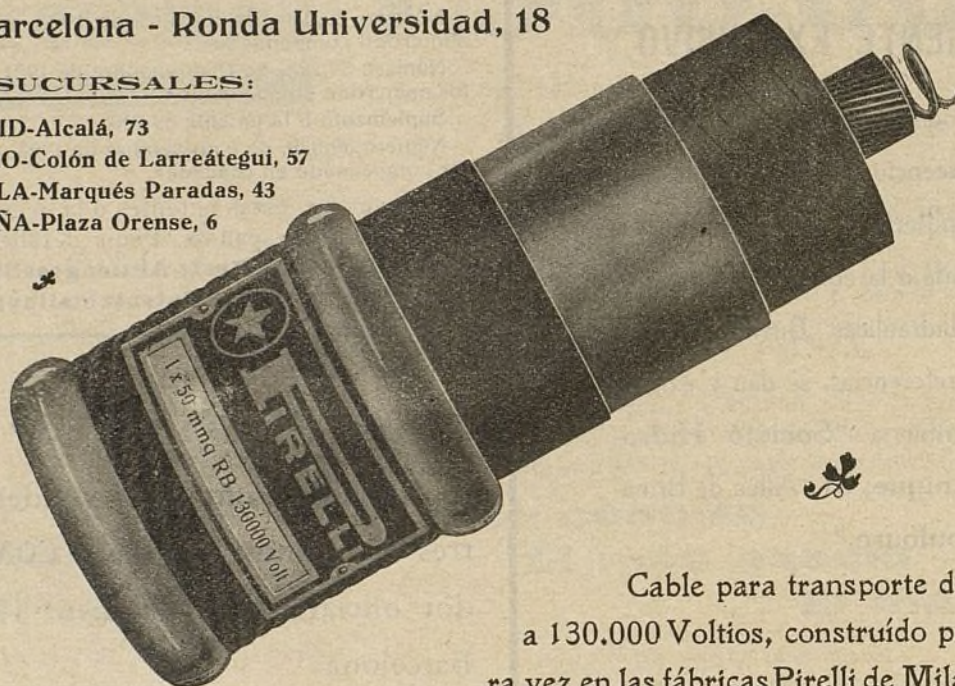 arcelona - Ronda Universidad, 18
SUCURSALES:
ID-Alcalá, 73
O-Colón de Larreátegui, 57
LA-Marqués Paradas, 43
ÑA-Plaza Orense, 6
PIRELLI
1 x 50 mmq RB 130000 Volt
Cable para transporte d
a 130.000 Voltios, construído p
ra vez en las fábricas Pirelli de Mil